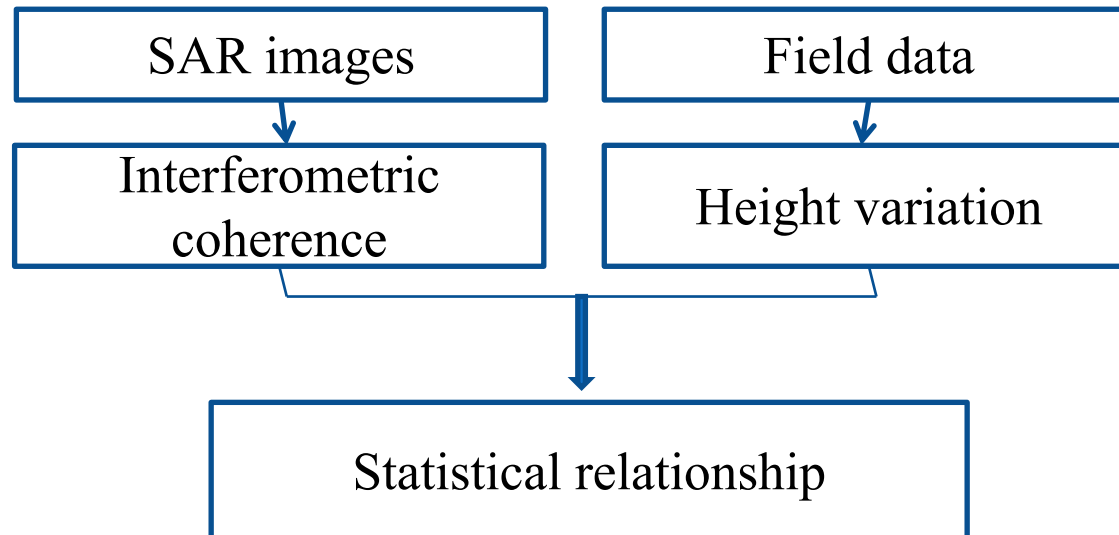 SAR images
Field data
Interferometric
coherence
Height variation
Statistical relationship